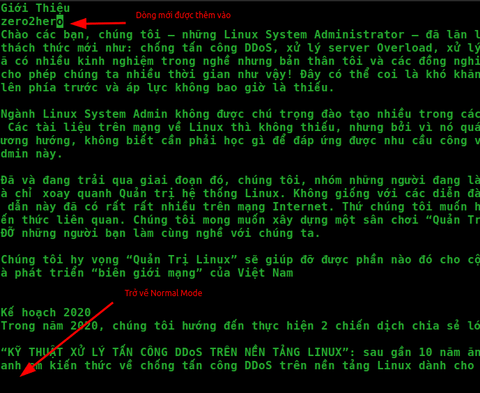 Giới Thiệu
zero2hero
Dòng mới được thêm vào
Chào các bạn, chúng tôi – những Linux System Administrator – đã lăn l
thách thức mới như: chống tấn công DDoS, xử lý server Overload, xử lý
ã có nhiều kinh nghiệm trong nghề nhưng bản thân tôi và các đồng nghi
cho phép chúng ta nhiều thời gian như vậy! Đây có thể coi là khó khăn
lên phía trước và áp lực không bao giờ là thiếu.
Ngành Linux System Admin không được chú trọng đào tạo nhiều trong các
Các tài liệu trên mạng về Linux thì không thiếu, nhưng bởi vì nó quá
ương hướng, không biết cần phải học gì để đáp ứng được nhu cầu công v
dmin này.
Đã và đang trải qua giai đoạn đó, chúng tôi, nhóm những người đang là
à chỉ xoay quanh Quản trị hệ thống Linux. Không giống với các diễn đà
dẫn này đã có rất rất nhiều trên mạng Internet. Thứ chúng tôi muốn h
ến thức liên quan. Chúng tôi mong muốn xây dựng một sân chơi “Quản Tr
ĐỠ những người bạn làm cùng nghề với chúng ta.
Chúng tôi hy vọng “Quản Trị Linux” sẽ giúp đỡ được phần nào đó cho cộ
à phát triển “biên giới mạng” của Việt Nam
Trở về Normal Mode
Kế hoạch 2020
Trong năm 2020, chúng tôi hướng đến thực hiện 2 chiến dịch chia sẻ lớ
“KỸ THUẬT XỬ LÝ TẤN CÔNG DDoS TRÊN NỀN TẢNG LINUX”: sau gần 10 năm ăn
anh em kiến thức về chống tấn công DDoS trên nền tảng Linux dành cho